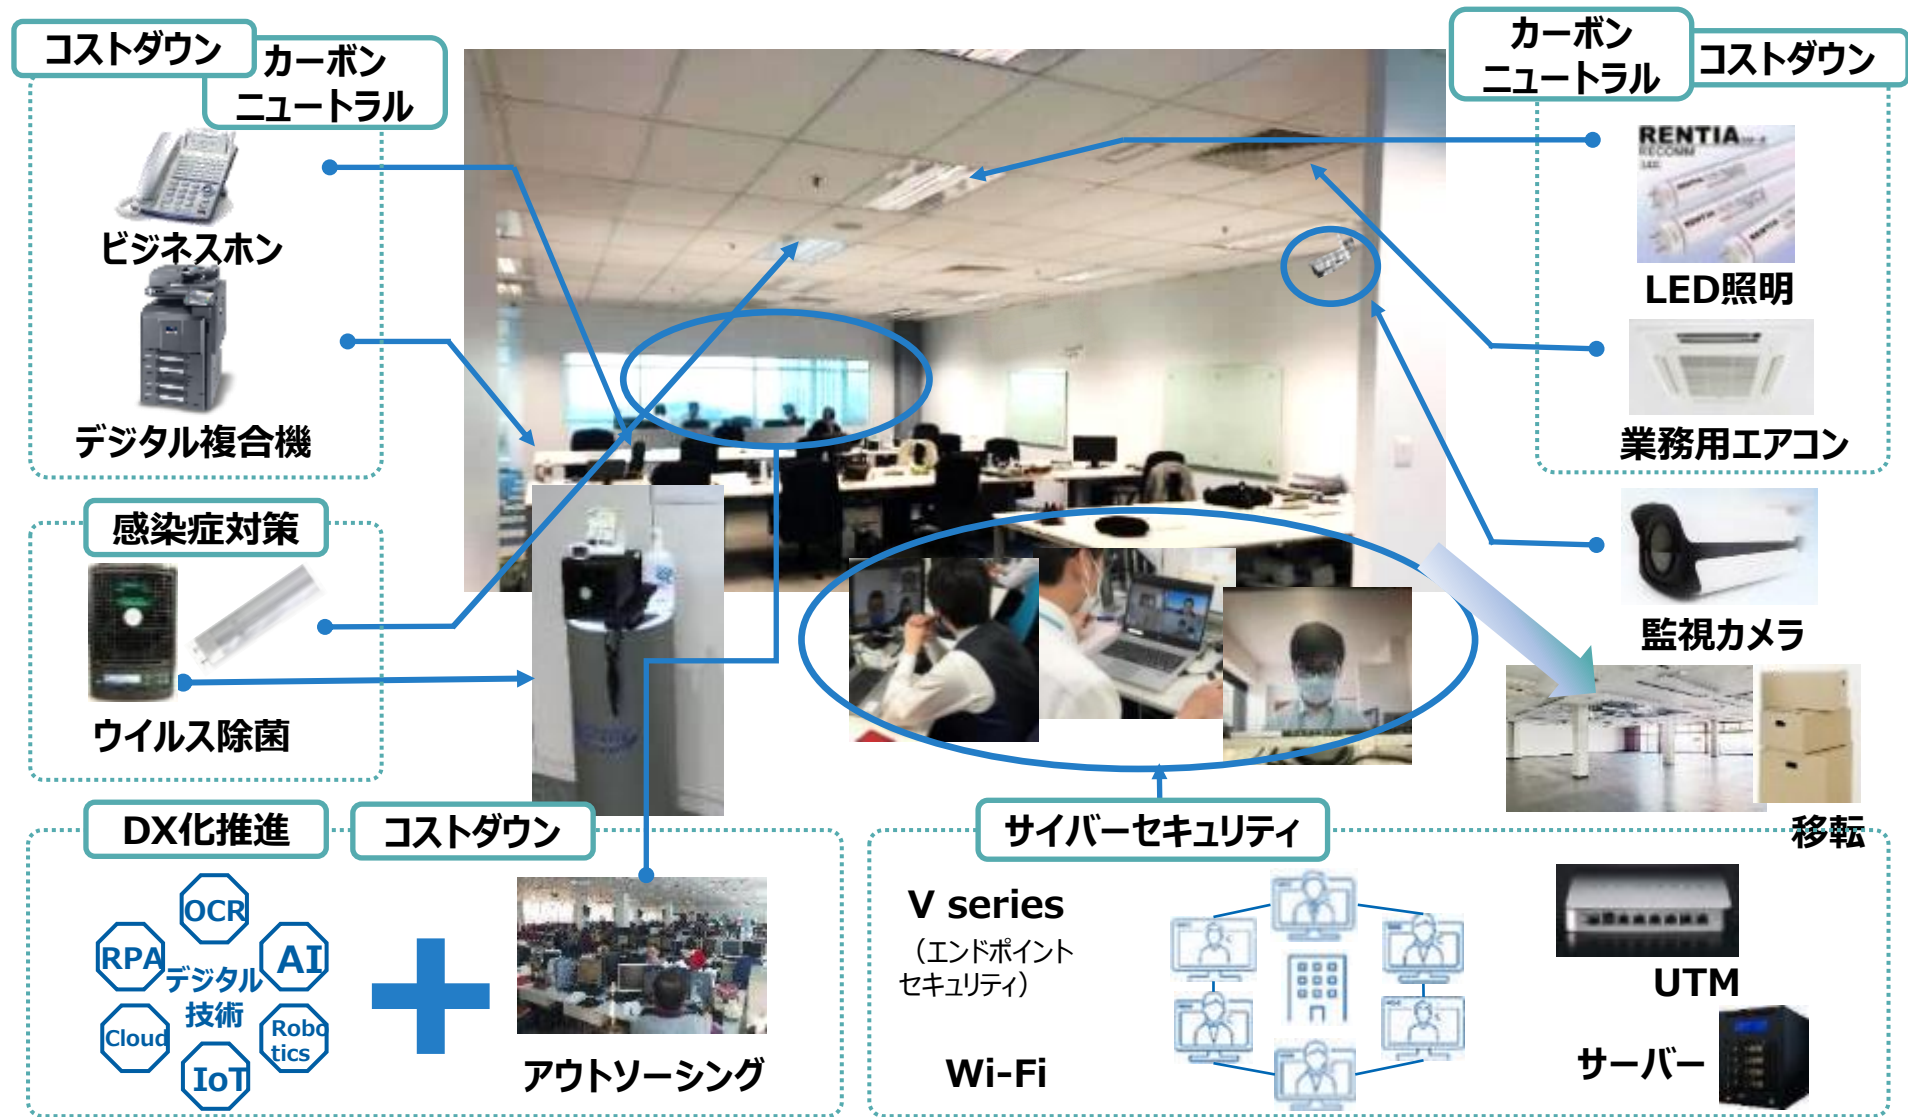 コストダウン
カーボン
ニュートラル
ビジネスホン
デジタル複合機
カーボン
ニュートラル
コストダウン
RENTIA
RECOMM
RENTIA
RENTIA
LED照明
業務用エアコン
監視カメラ
移転
感染症対策
ウイルス除菌
DX化推進
コストダウン
OCR
RPA
AI
デジタル
技術
Cloud
Robo
tics
IoT
アウトソーシング
サイバーセキュリティ
V series
（エンドポイント
セキュリティ）
Wi-Fi
UTM
サーバー